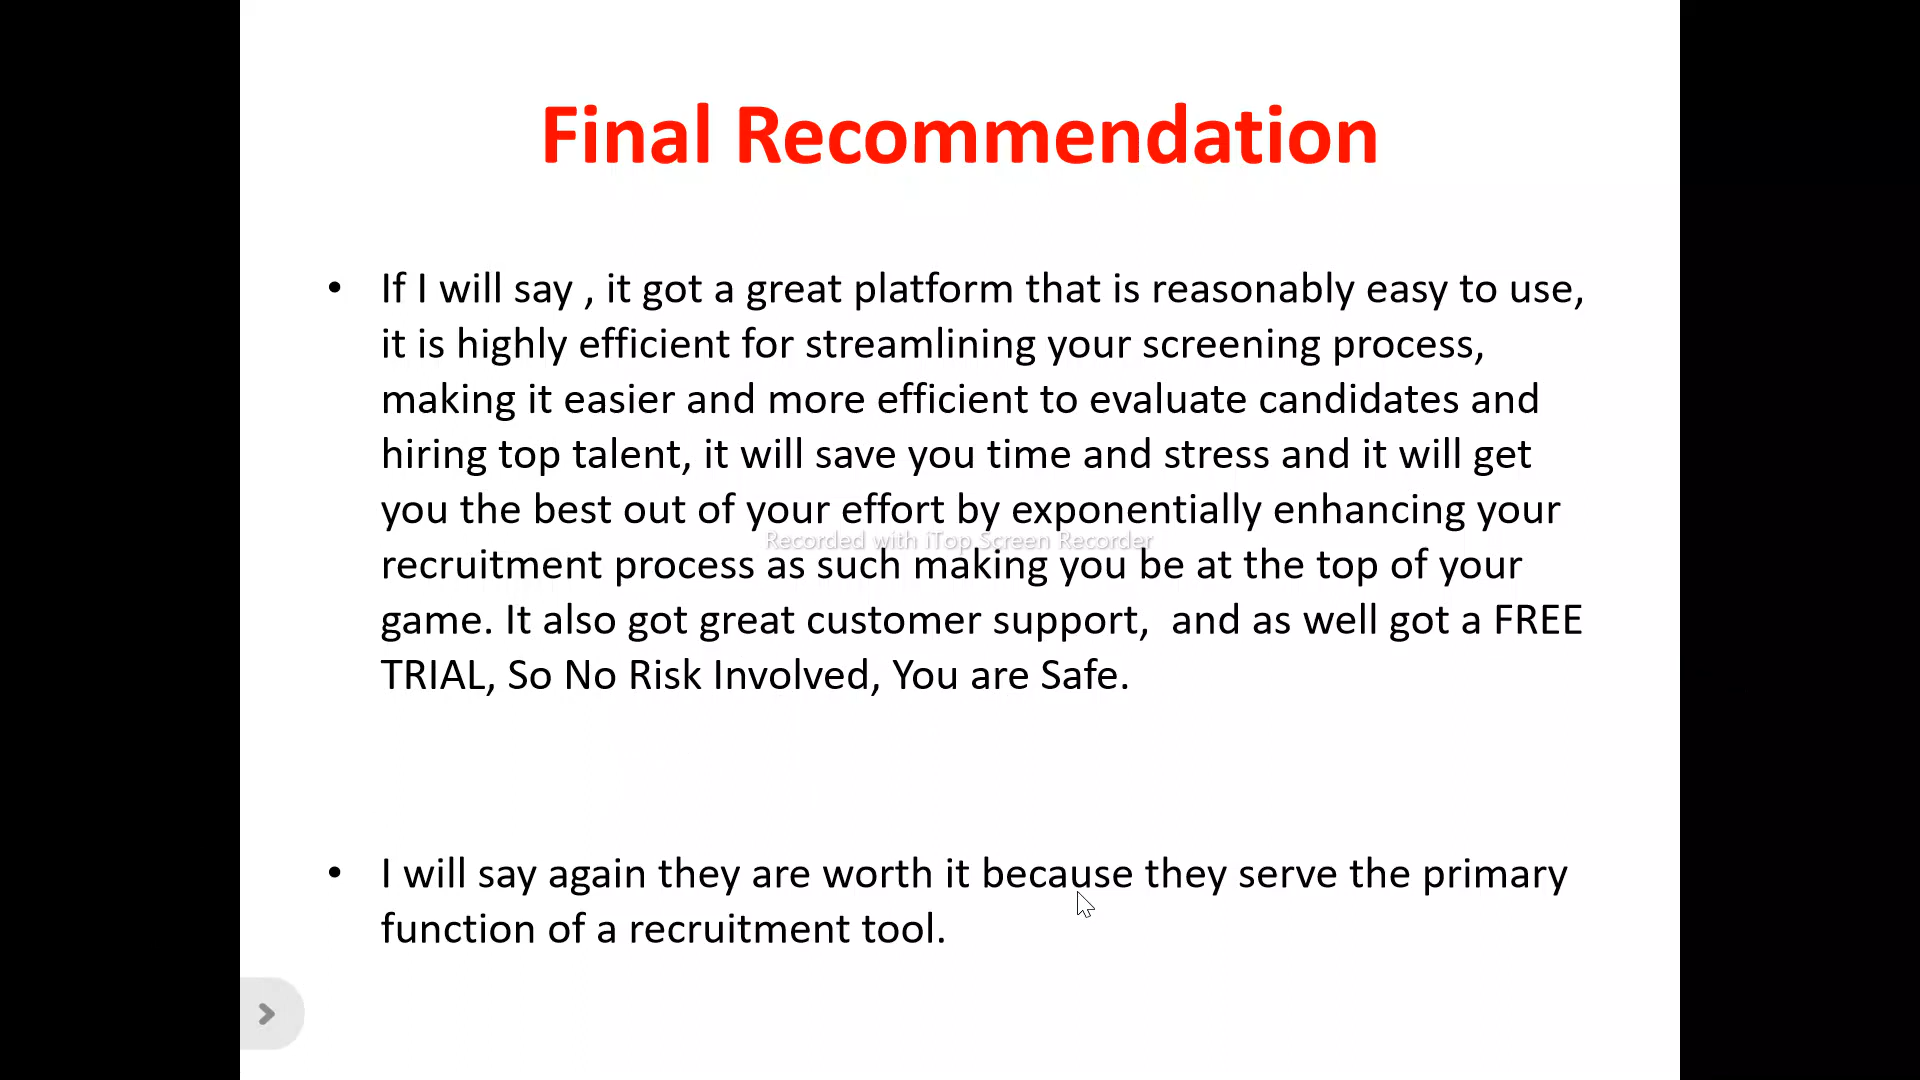 Final Recommendation
• If I will say , it got a great platform that is reasonably easy to use,
it is highly efficient for streamlining your screening process,
making it easier and more efficient to evaluate candidates and
hiring top talent, it will save you time and stress and it will get
you the best out of your effort by exponentially enhancing your
Recorded with iTop Screen Recorder
recruitment process as such making you be at the top of your
game. It also got great customer support,  and as well got a FREE
TRIAL, So No Risk Involved, You are Safe.
• I will say again they are worth it because they serve the primary
function of a recruitment tool.